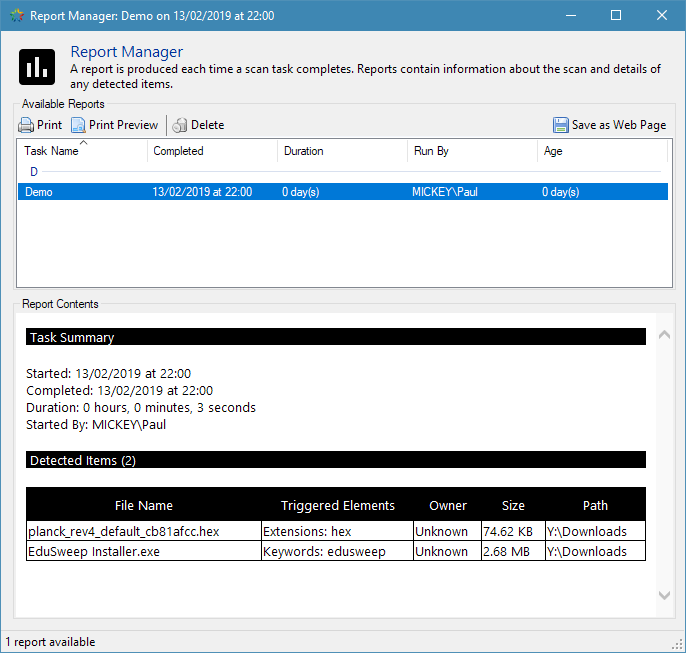 Report Manager: Demo on 13/02/2019 at 22:00
Report Manager
A report is produced each time a scan task completes. Reports contain information about the scan and details of
any detected items.
Available Reports
Print Print Preview Delete Save as Web Page
Task Name Completed Duration Run By Age
D
Demo 13/02/2019 at 22:00 0 day(s) MICKEY\Paul 0 day(s)
Report Contents
Task Summary
Started: 13/02/2019 at 22:00
Completed: 13/02/2019 at 22:00
Duration: 0 hours, 0 minutes, 3 seconds
Started By: MICKEY\Paul
Detected Items (2)
File Name Triggered Elements Owner Size Path
planck_rev4_default_cb81afcc.hex Extensions: hex Unknown 74.62 KB Y:\Downloads
EduSweep Installer.exe Keywords: edusweep Unknown 2.68 MB Y:\Downloads
1 report available